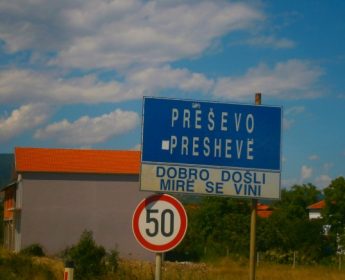 PREŠEVO
PRESHEVË
DOBRO DOŠLI
MIRË SE VINI
50